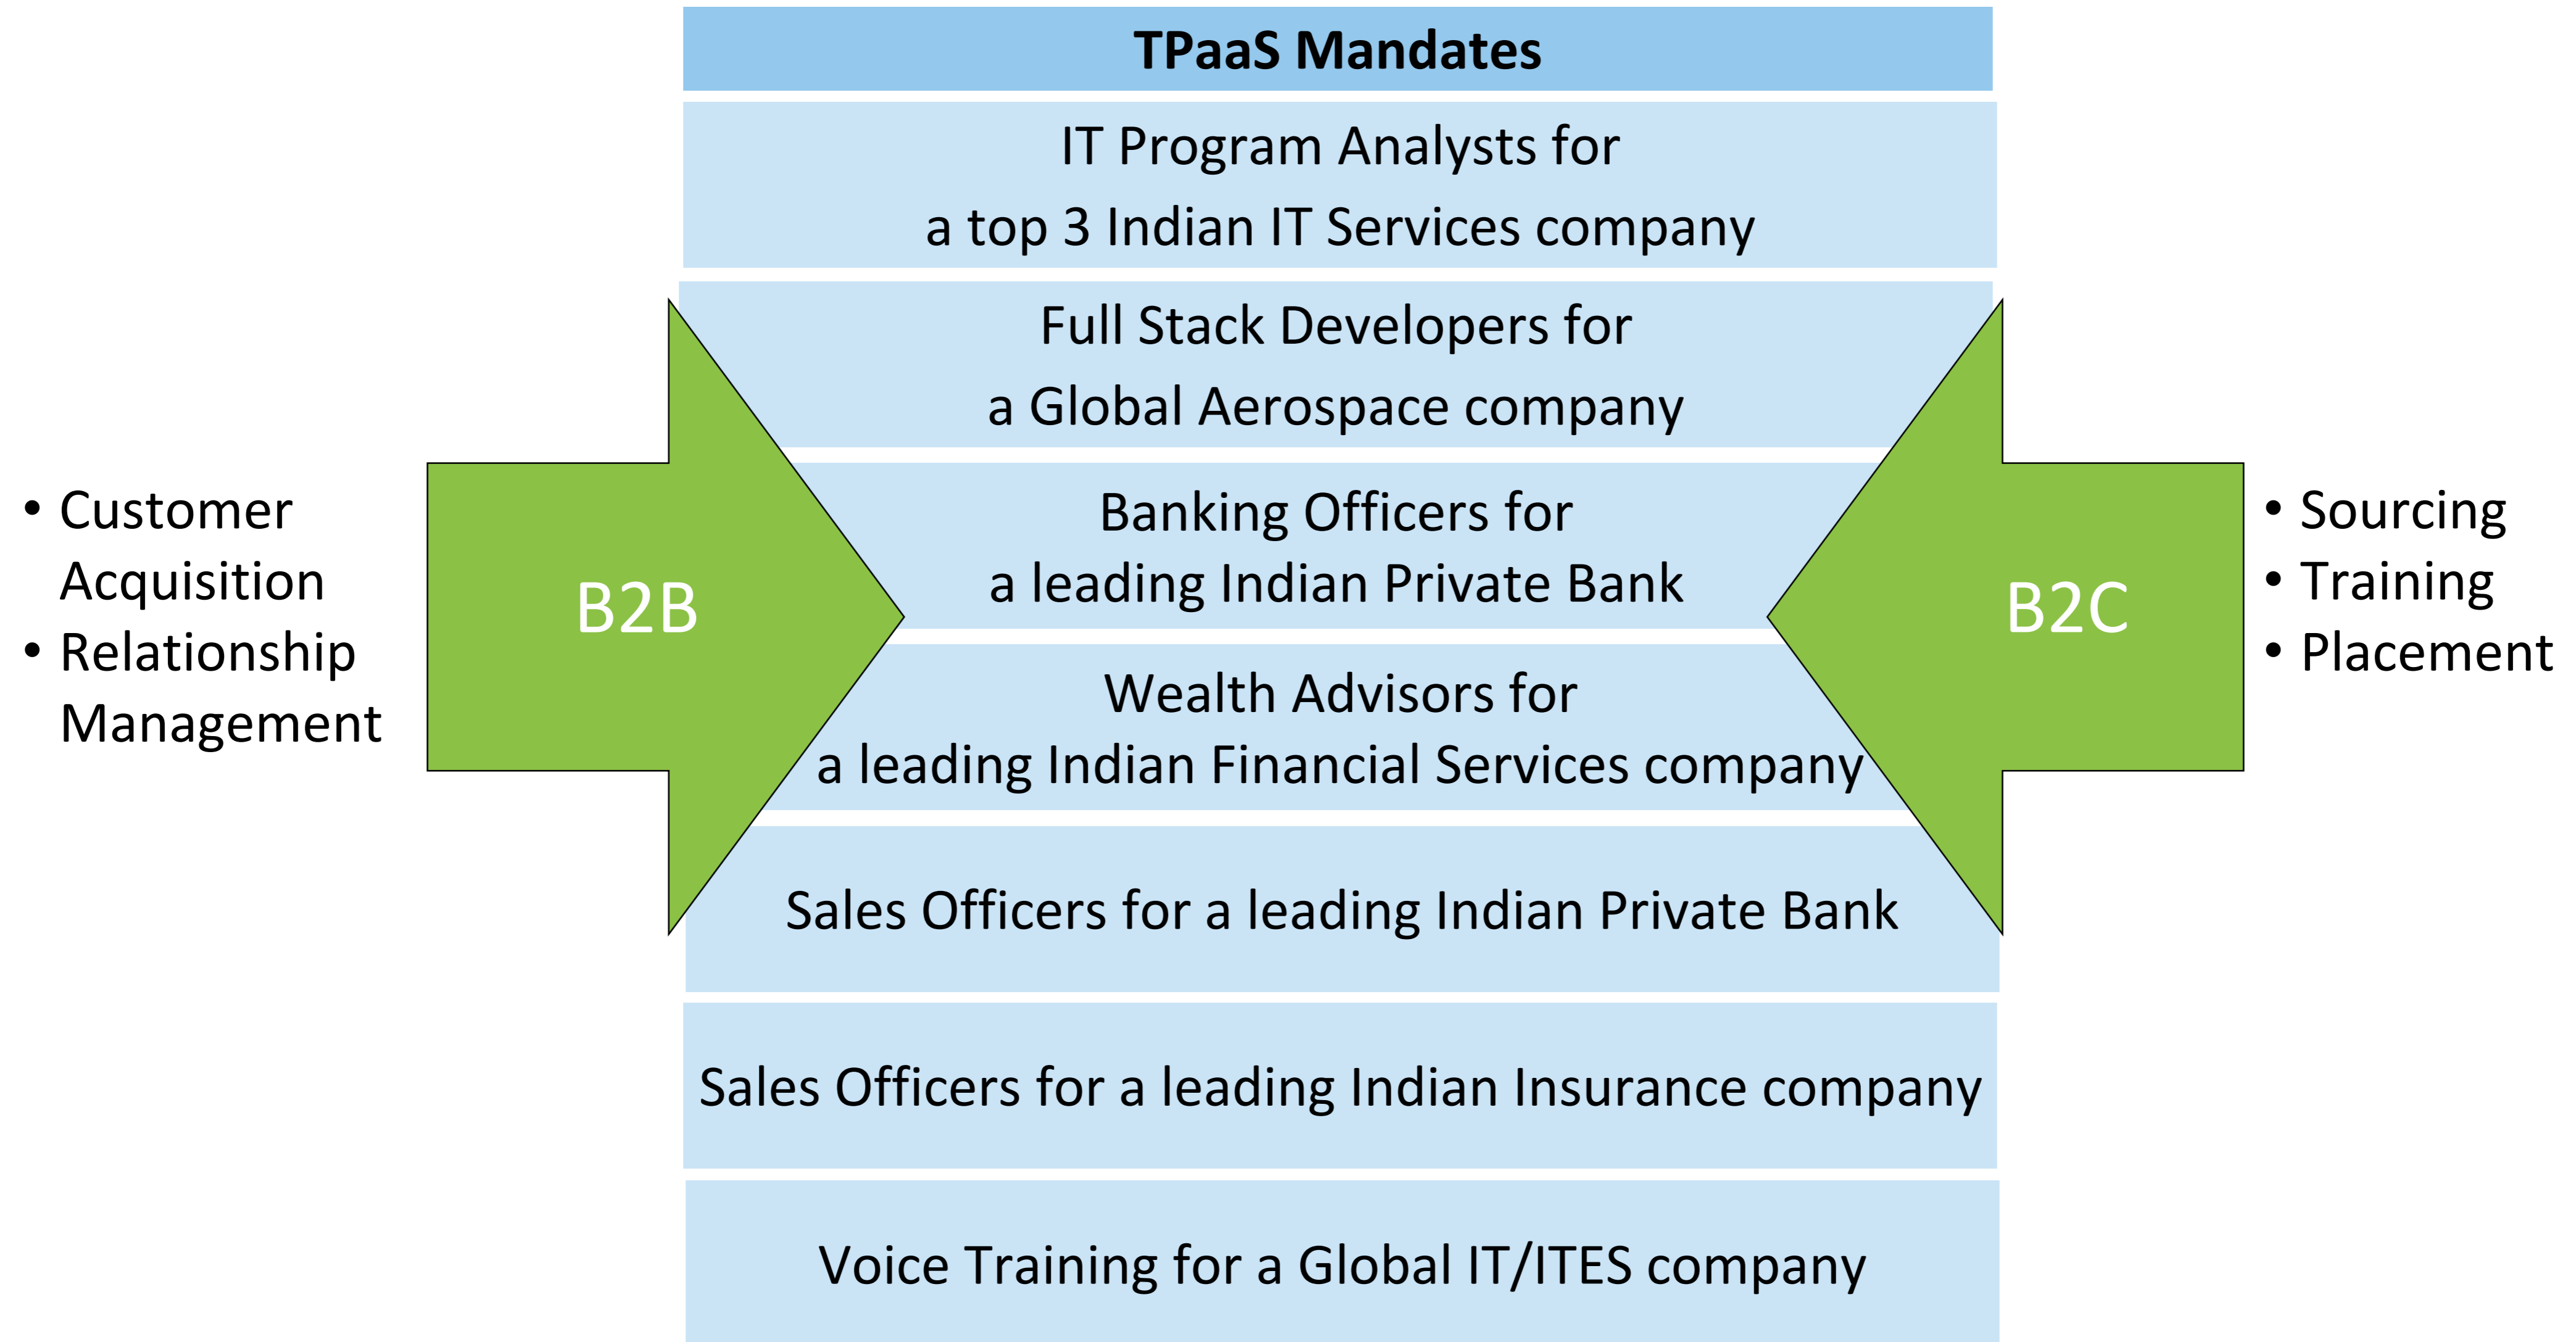 TPaaS Mandates
IT Program Analysts for
a top 3 Indian IT Services company
Full Stack Developers for
a Global Aerospace company
Banking Officers for
a leading Indian Private Bank
Wealth Advisors for
a leading Indian Financial Services company
Sales Officers for a leading Indian Private Bank
Sales Officers for a leading Indian Insurance company
Voice Training for a Global IT/ITES company
• Customer
Acquisition
• Relationship
Management
B2B
B2C
• Sourcing
• Training
• Placement